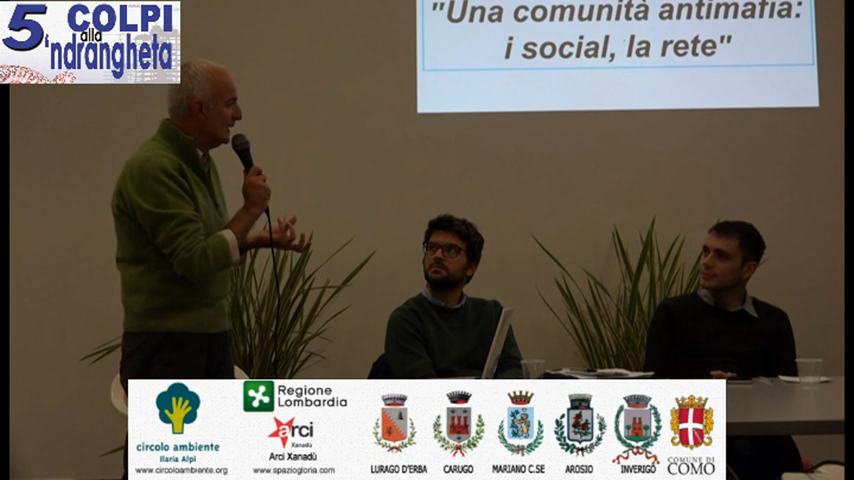 5 COLPI
alla
'ndrangheta
"Una comunità antimafia:
i social, la rete"
circolo ambiente
Ilaria Alpi
www.circoloambiente.org
Regione
Lombardia
arci
Xanadù
Arci Xanadù
www.spaziogloria.com
LURAGO D'ERBA
CARUGO
MARIANO C.SE
AROSIO
INVERIGO
COMUNE DI
COMO